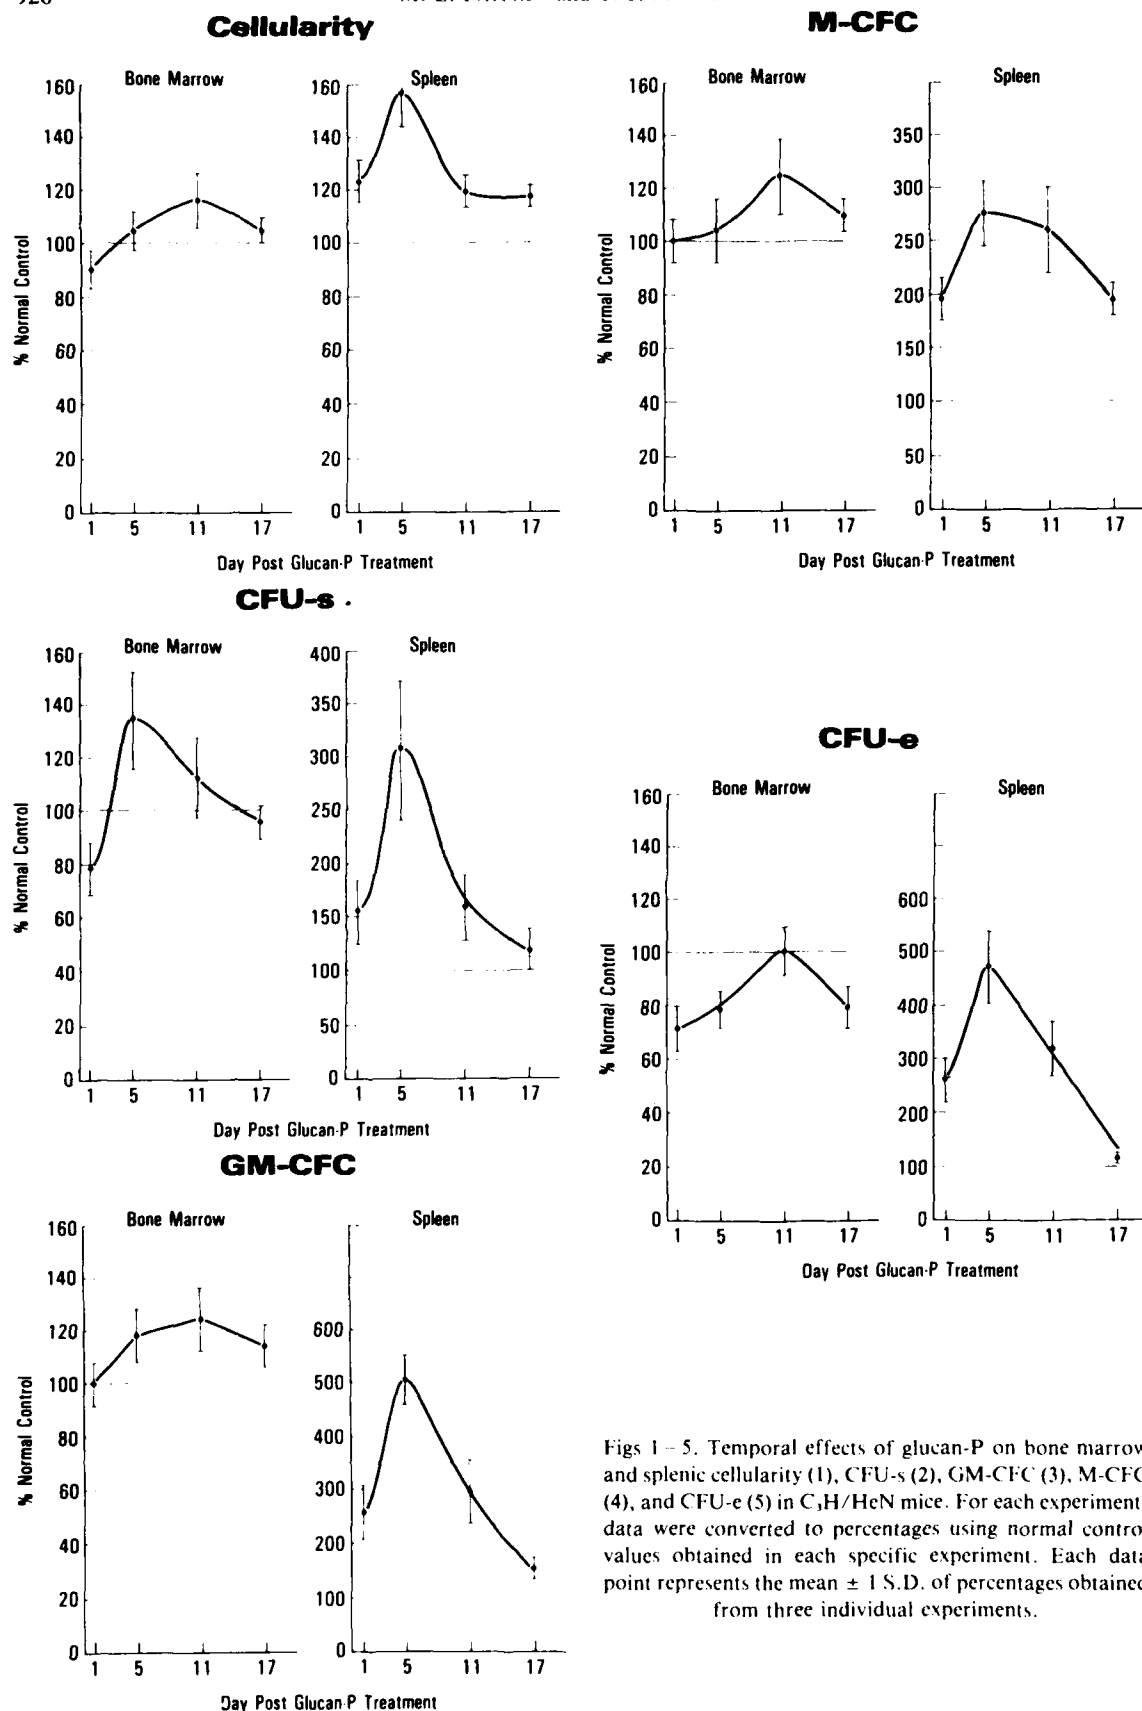 Cellularity
Bone Marrow
Spleen
160
140
120
100
80
60
40
20
0
160
140
120
100
80
60
40
20
0
% Normal Control
1 5 11 17
1 5 11 17
Day Post Glucan-P Treatment
CFU-s
Bone Marrow
Spleen
160
140
120
100
80
60
40
20
0
400
350
300
250
200
150
100
50
0
% Normal Control
1 5 11 17
1 5 11 17
Day Post Glucan-P Treatment
GM-CFC
Bone Marrow
Spleen
160
140
120
100
80
60
40
20
0
600
500
400
300
200
100
0
% Normal Control
1 5 11 17
1 5 11 17
Day Post Glucan-P Treatment
M-CFC
Bone Marrow
Spleen
160
140
120
100
80
60
40
20
0
350
300
250
200
150
100
50
0
% Normal Control
1 5 11 17
1 5 11 17
Day Post Glucan-P Treatment
CFU-e
Bone Marrow
Spleen
160
140
120
100
80
60
40
20
0
600
500
400
300
200
100
0
% Normal Control
1 5 11 17
1 5 11 17
Day Post Glucan-P Treatment
Figs 1 – 5. Temporal effects of glucan-P on bone marrow
and splenic cellularity (1), CFU-s (2), GM-CFC (3), M-CFC
(4), and CFU-e (5) in C₃H/HeN mice. For each experiment
data were converted to percentages using normal contro
values obtained in each specific experiment. Each data
point represents the mean ± 1 S.D. of percentages obtained
from three individual experiments.